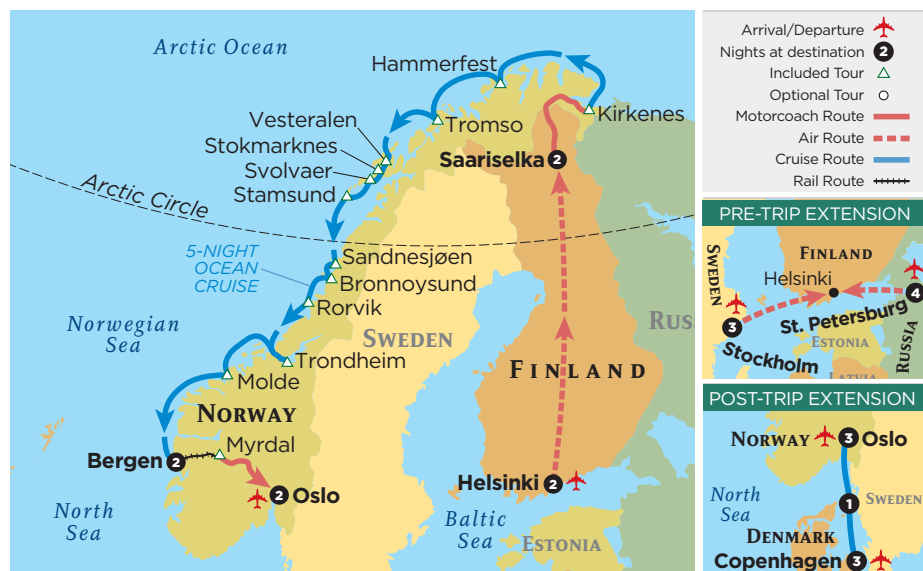 Arctic Ocean
Hammerfest
Vesteralen
Tromso
Kirkenes
Stokmarknes
Saariselka 2
Svolvaer
Stamsund
Arctic Circle
5-NIGHT
OCEAN
CRUISE
Sandnesjøen
Bronnoysund
Rorvik
Norwegian
Sea
SWEDEN
RUSS
Trondheim
FINLAND
Molde
NORWAY
Myrdal
Bergen 2
Helsinki 2
2 Oslo
North
Sea
Baltic
Sea
ESTONIA
Arrival/Departure
Nights at destination 2
Included Tour
Optional Tour
Motorcoach Route
Air Route
Cruise Route
Rail Route
PRE-TRIP EXTENSION
SWEDEN
FINLAND
Helsinki
4
3
St. Petersburg
Stockholm
ESTONIA
RUSSIA
LATVIA
POST-TRIP EXTENSION
NORWAY
3 Oslo
North
Sea
1
SWEDEN
DENMARK
Copenhagen 3